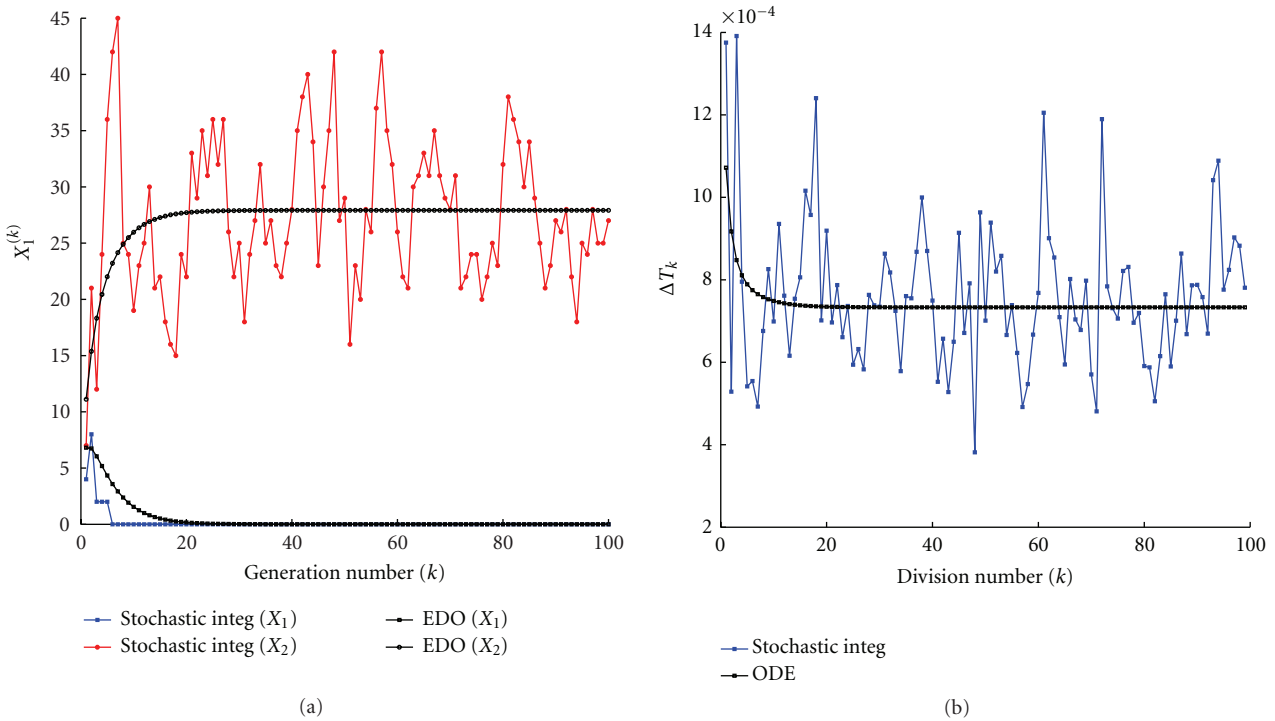 45
40
35
30
25
20
15
10
5
0
X₁⁽ᵏ⁾
0 20 40 60 80 100
Generation number (k)
Stochastic integ (X₁)
Stochastic integ (X₂)
EDO (X₁)
EDO (X₂)
(a)
×10⁻⁴
14
12
10
8
6
4
2
ΔTₖ
0 20 40 60 80 100
Division number (k)
Stochastic integ
ODE
(b)